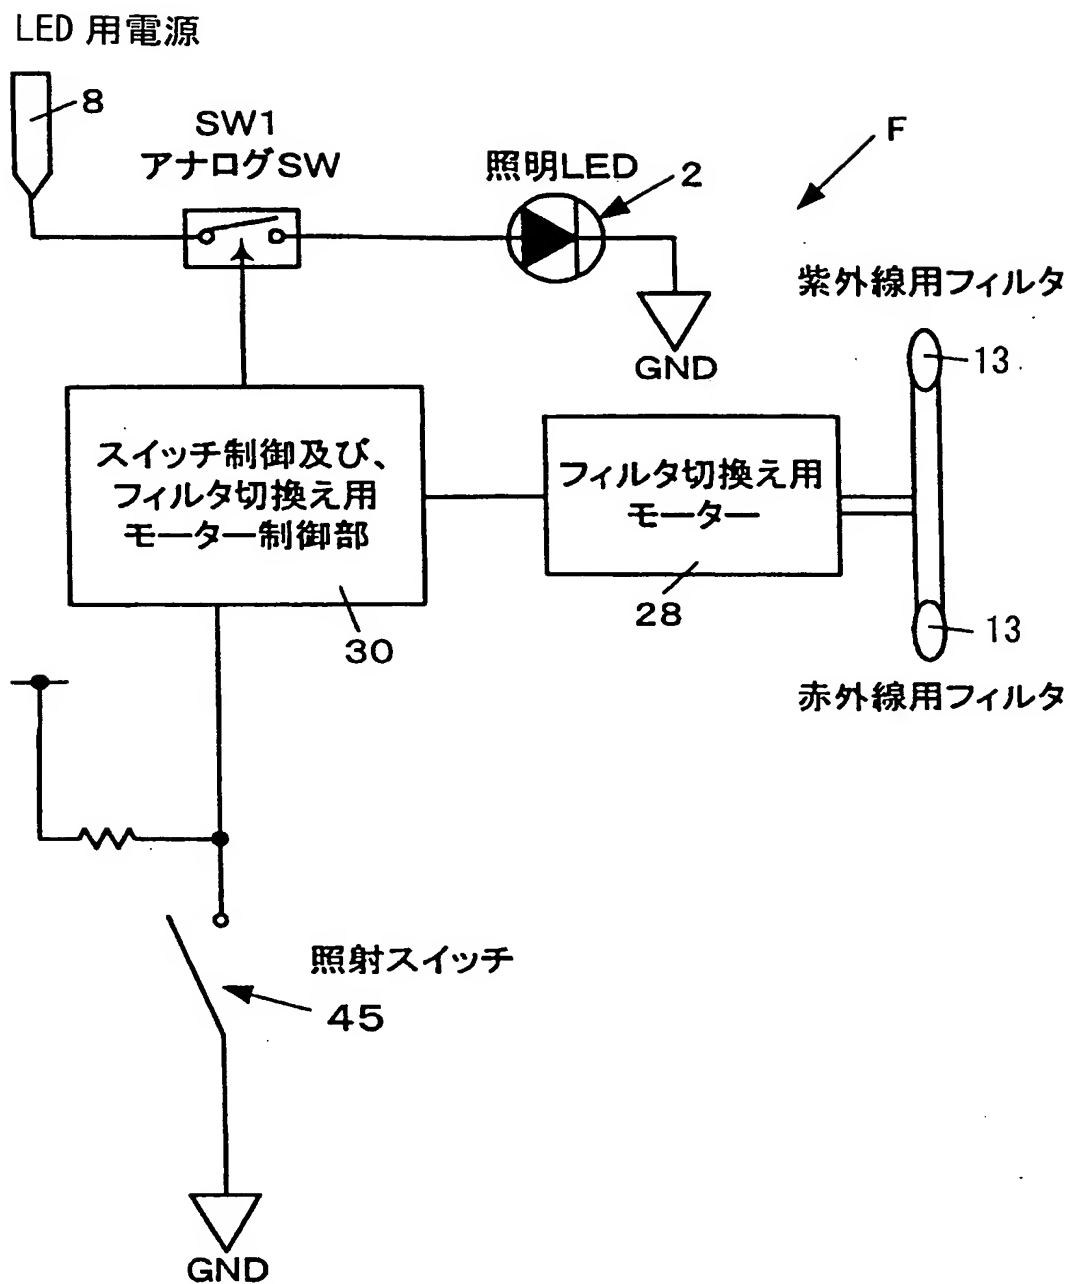 LED 用電源
8
SW1
アナログSW
照明LED
2
F
GND
紫外線用フィルタ
13
スイッチ制御及び、
フィルタ切換え用
モーター制御部
30
フィルタ切換え用
モーター
28
13
赤外線用フィルタ
照射スイッチ
45
GND